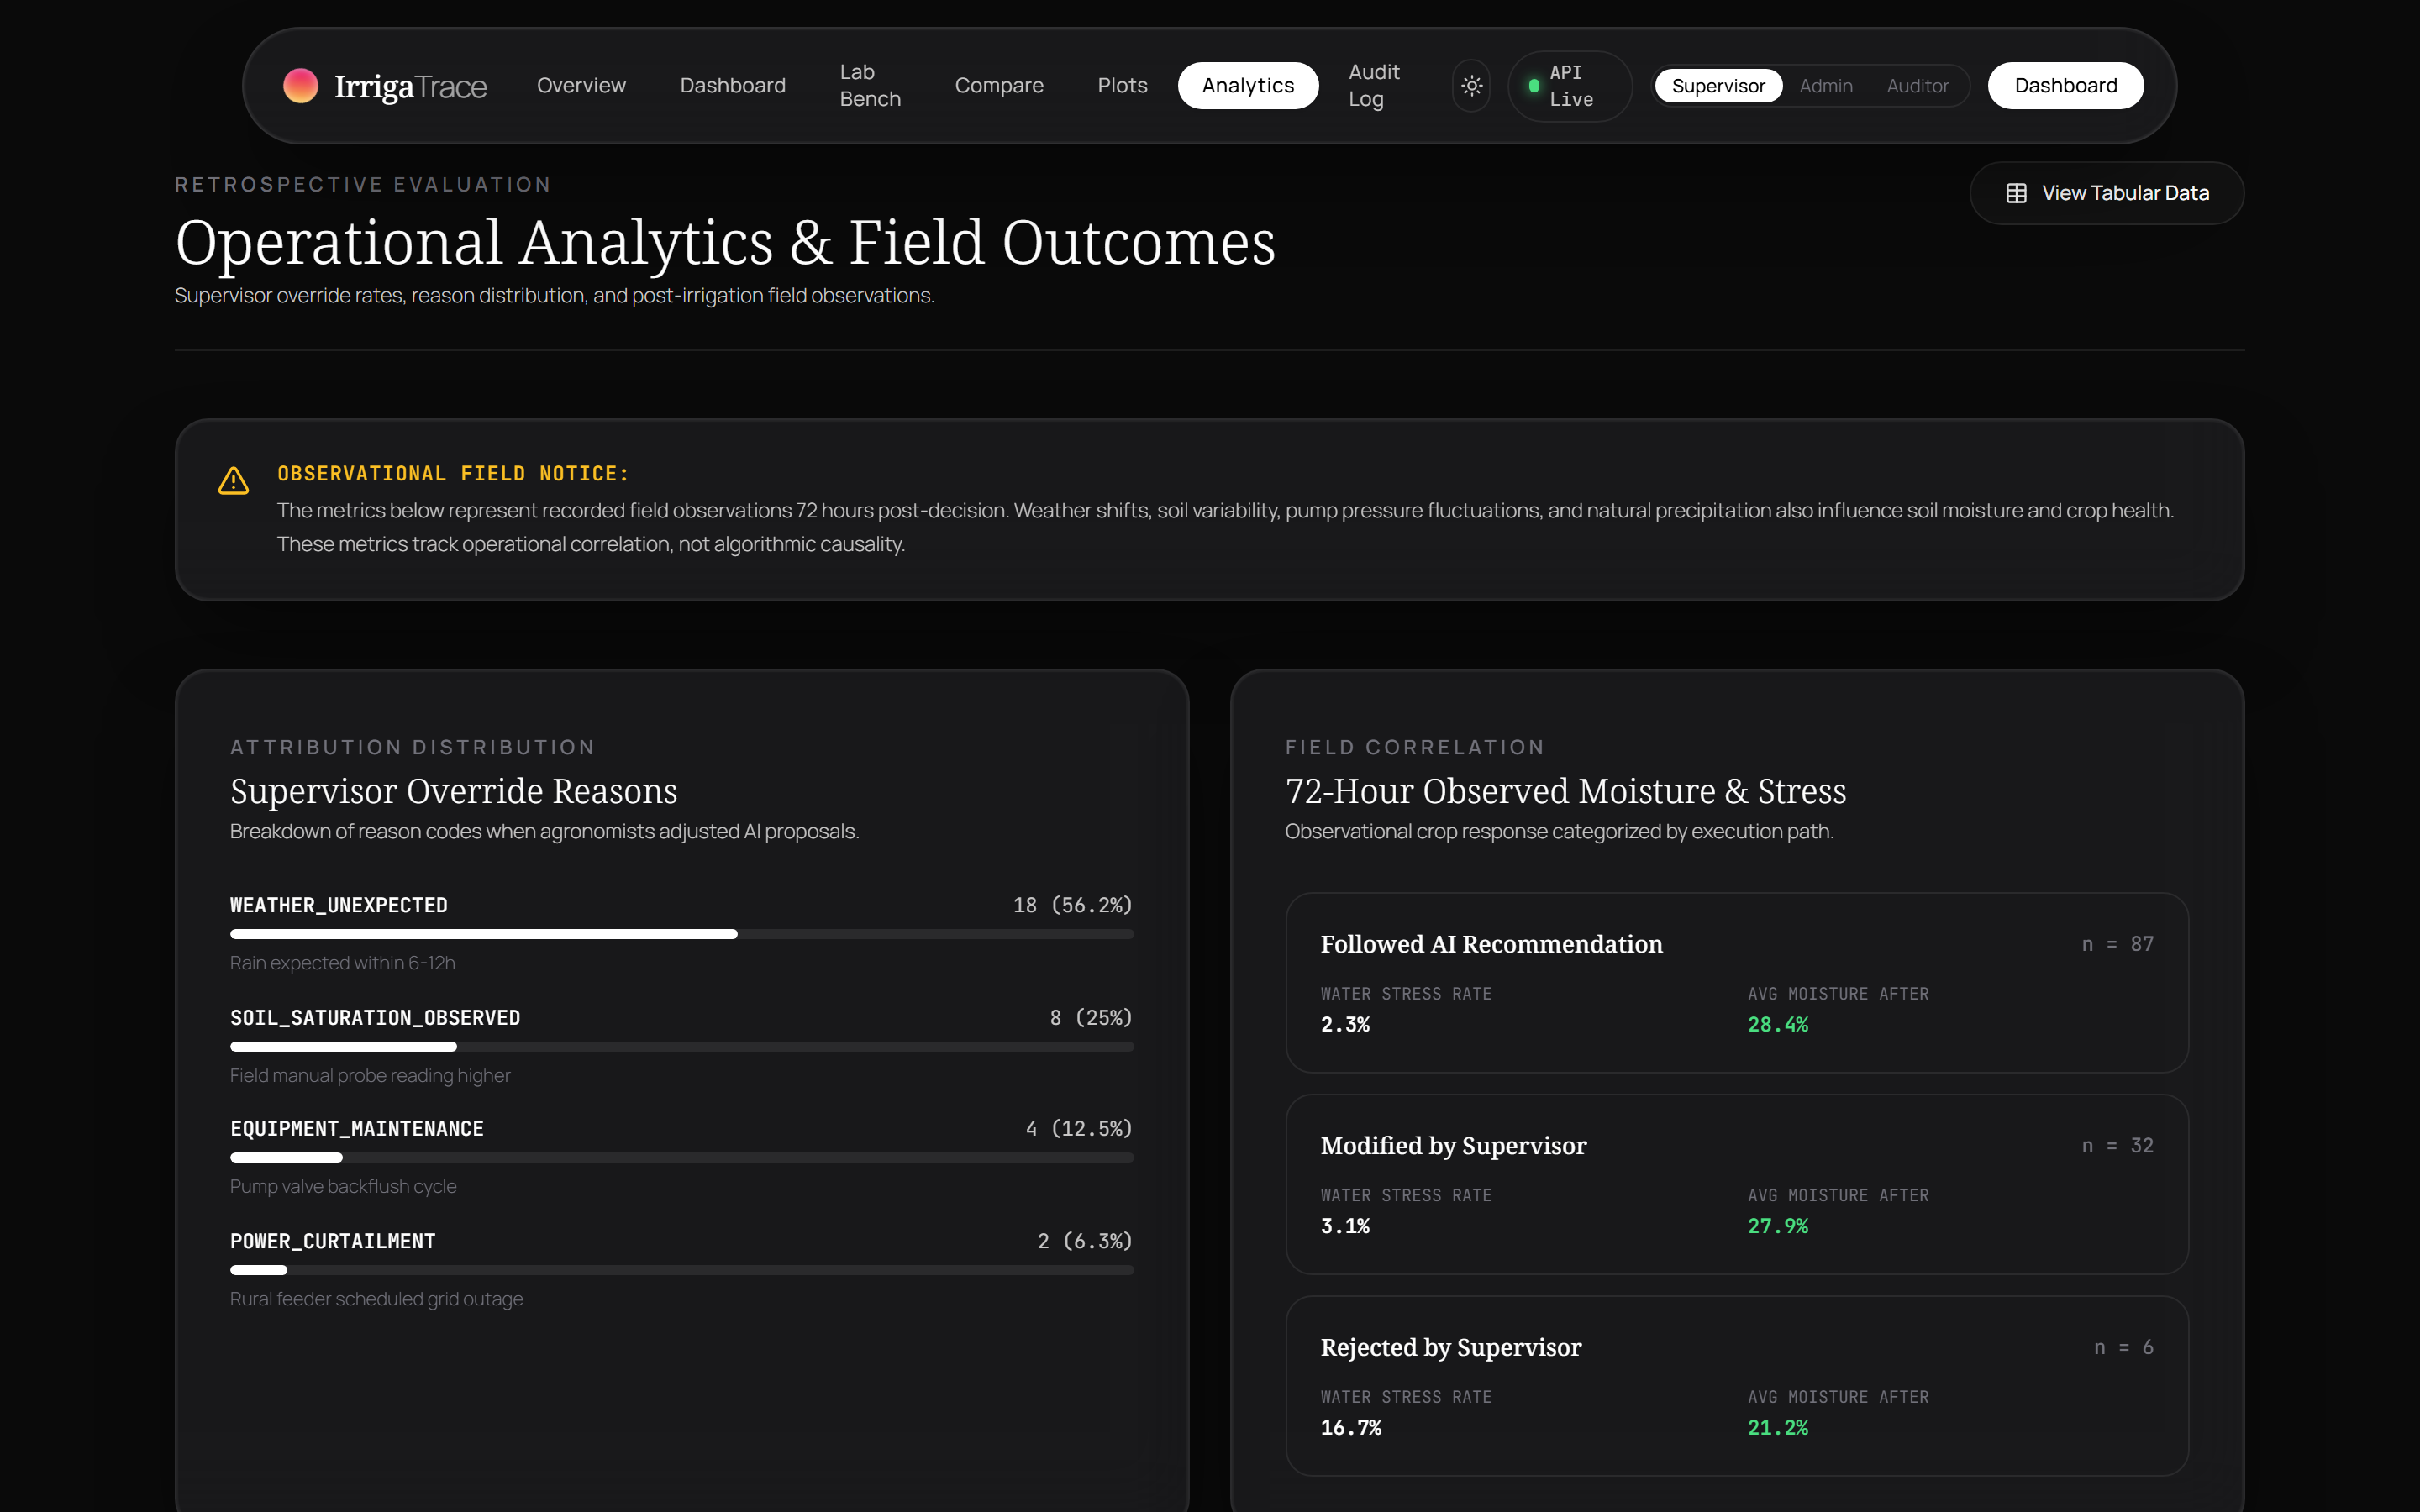 IrrigaTrace
Overview
Dashboard
Lab
Bench
Compare
Plots
Analytics
Audit
Log
API
Live
Supervisor
Admin
Auditor
Dashboard
RETROSPECTIVE EVALUATION
View Tabular Data
Operational Analytics & Field Outcomes
Supervisor override rates, reason distribution, and post-irrigation field observations.
OBSERVATIONAL FIELD NOTICE:
The metrics below represent recorded field observations 72 hours post-decision. Weather shifts, soil variability, pump pressure fluctuations, and natural precipitation also influence soil moisture and crop health.
These metrics track operational correlation, not algorithmic causality.
ATTRIBUTION DISTRIBUTION
Supervisor Override Reasons
Breakdown of reason codes when agronomists adjusted AI proposals.
WEATHER_UNEXPECTED 18 (56.2%)
Rain expected within 6-12h
SOIL_SATURATION_OBSERVED 8 (25%)
Field manual probe reading higher
EQUIPMENT_MAINTENANCE 4 (12.5%)
Pump valve backflush cycle
POWER_CURTAILMENT 2 (6.3%)
Rural feeder scheduled grid outage
FIELD CORRELATION
72-Hour Observed Moisture & Stress
Observational crop response categorized by execution path.
Followed AI Recommendation n = 87
WATER STRESS RATE AVG MOISTURE AFTER
2.3% 28.4%
Modified by Supervisor n = 32
WATER STRESS RATE AVG MOISTURE AFTER
3.1% 27.9%
Rejected by Supervisor n = 6
WATER STRESS RATE AVG MOISTURE AFTER
16.7% 21.2%